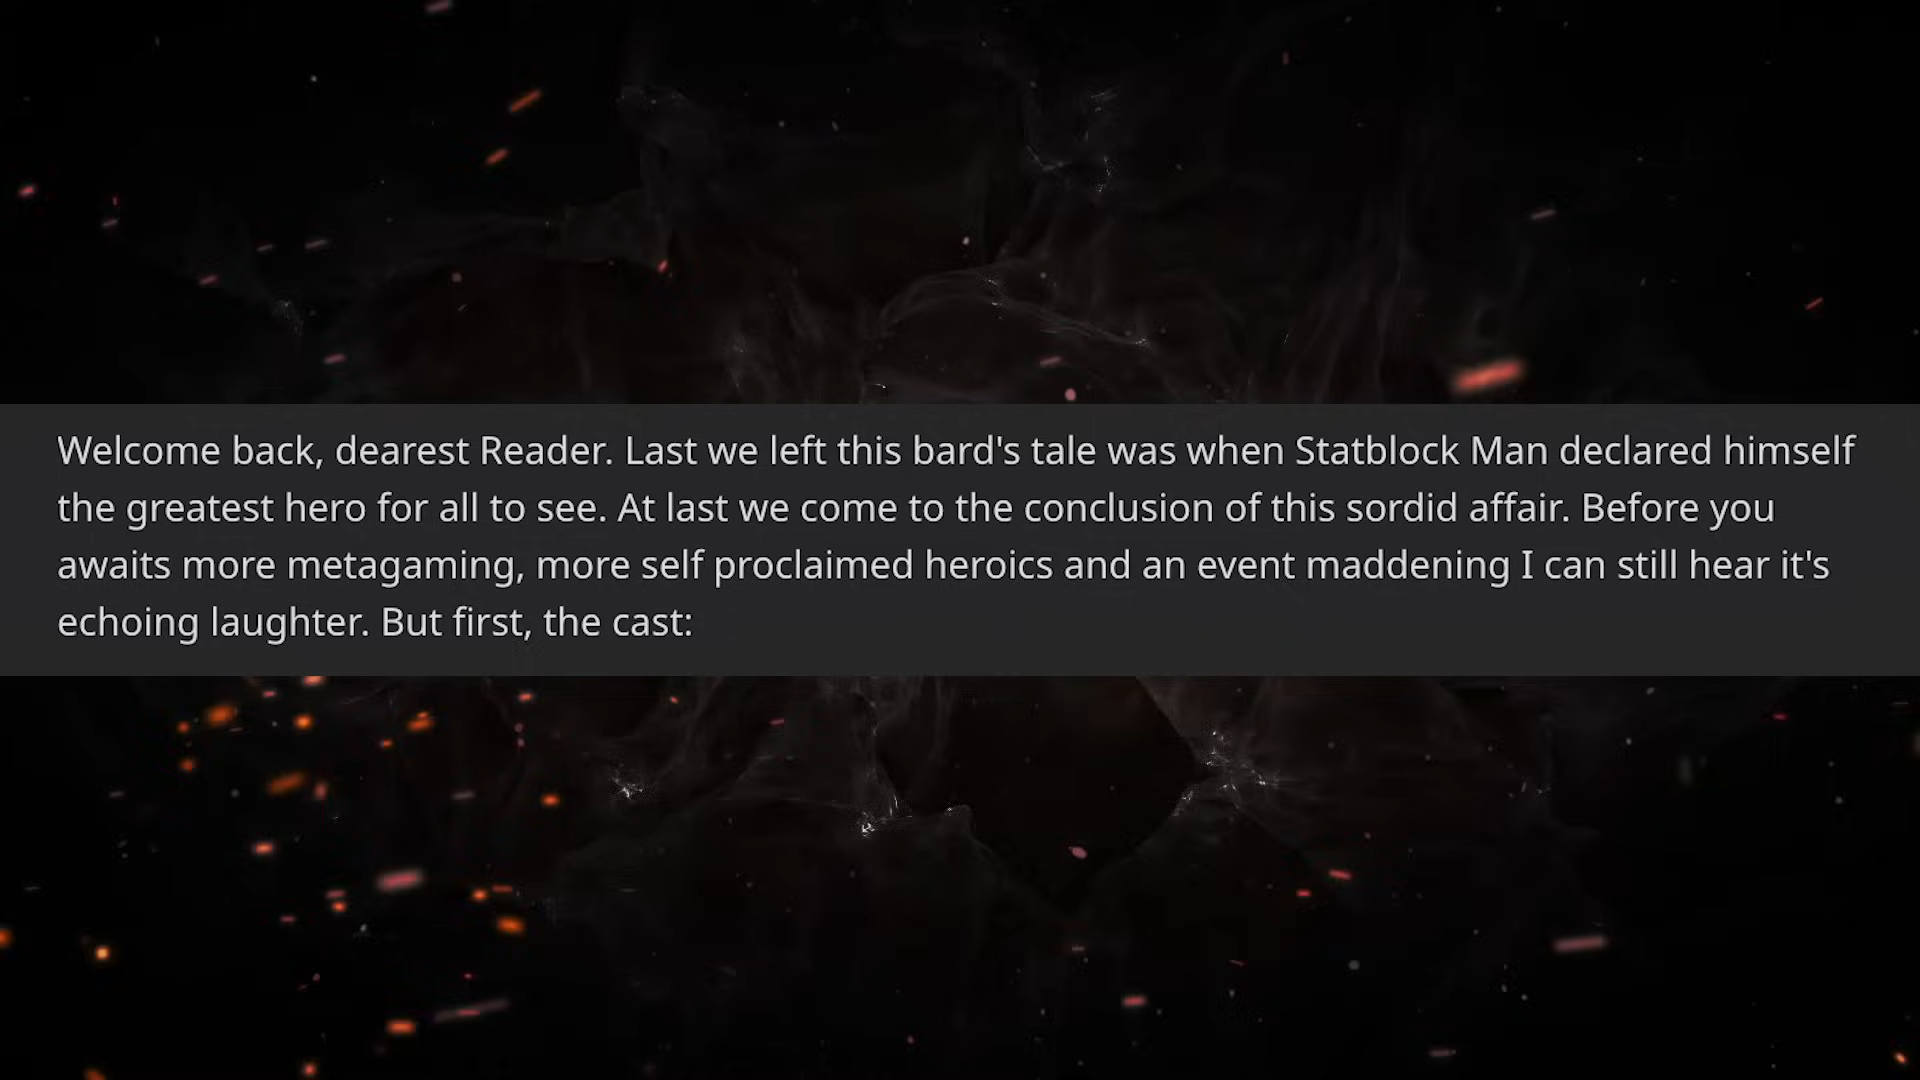 Welcome back, dearest Reader. Last we left this bard's tale was when Statblock Man declared himself
the greatest hero for all to see. At last we come to the conclusion of this sordid affair. Before you
awaits more metagaming, more self proclaimed heroics and an event maddening I can still hear it's
echoing laughter. But first, the cast: